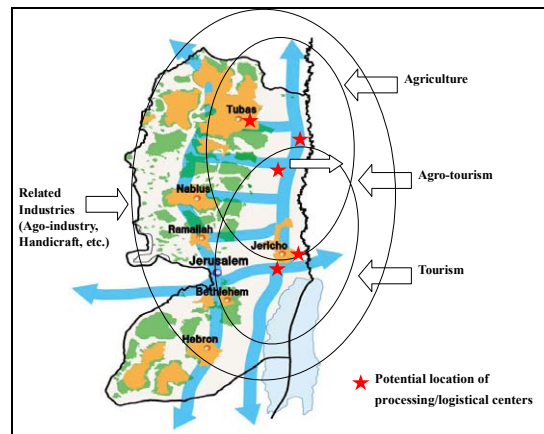 Agriculture
Tubas
Agro-tourism
Related
Industries
(Ago-industry,
Handicraft, etc.)
Nablus
Ramallah
Jericho
Jerusalem
Tourism
Bethlehem
Hebron
Potential location of
processing/logistical centers